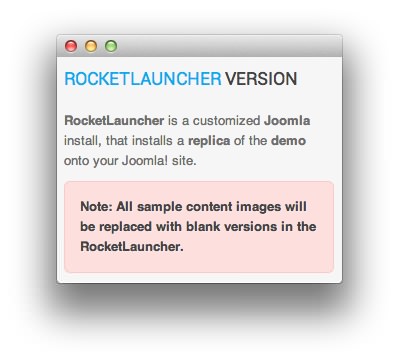 ROCKETLAUNCHER VERSION
RocketLauncher is a customized Joomla
install, that installs a replica of the demo
onto your Joomla! site.
Note: All sample content images will
be replaced with blank versions in the
RocketLauncher.